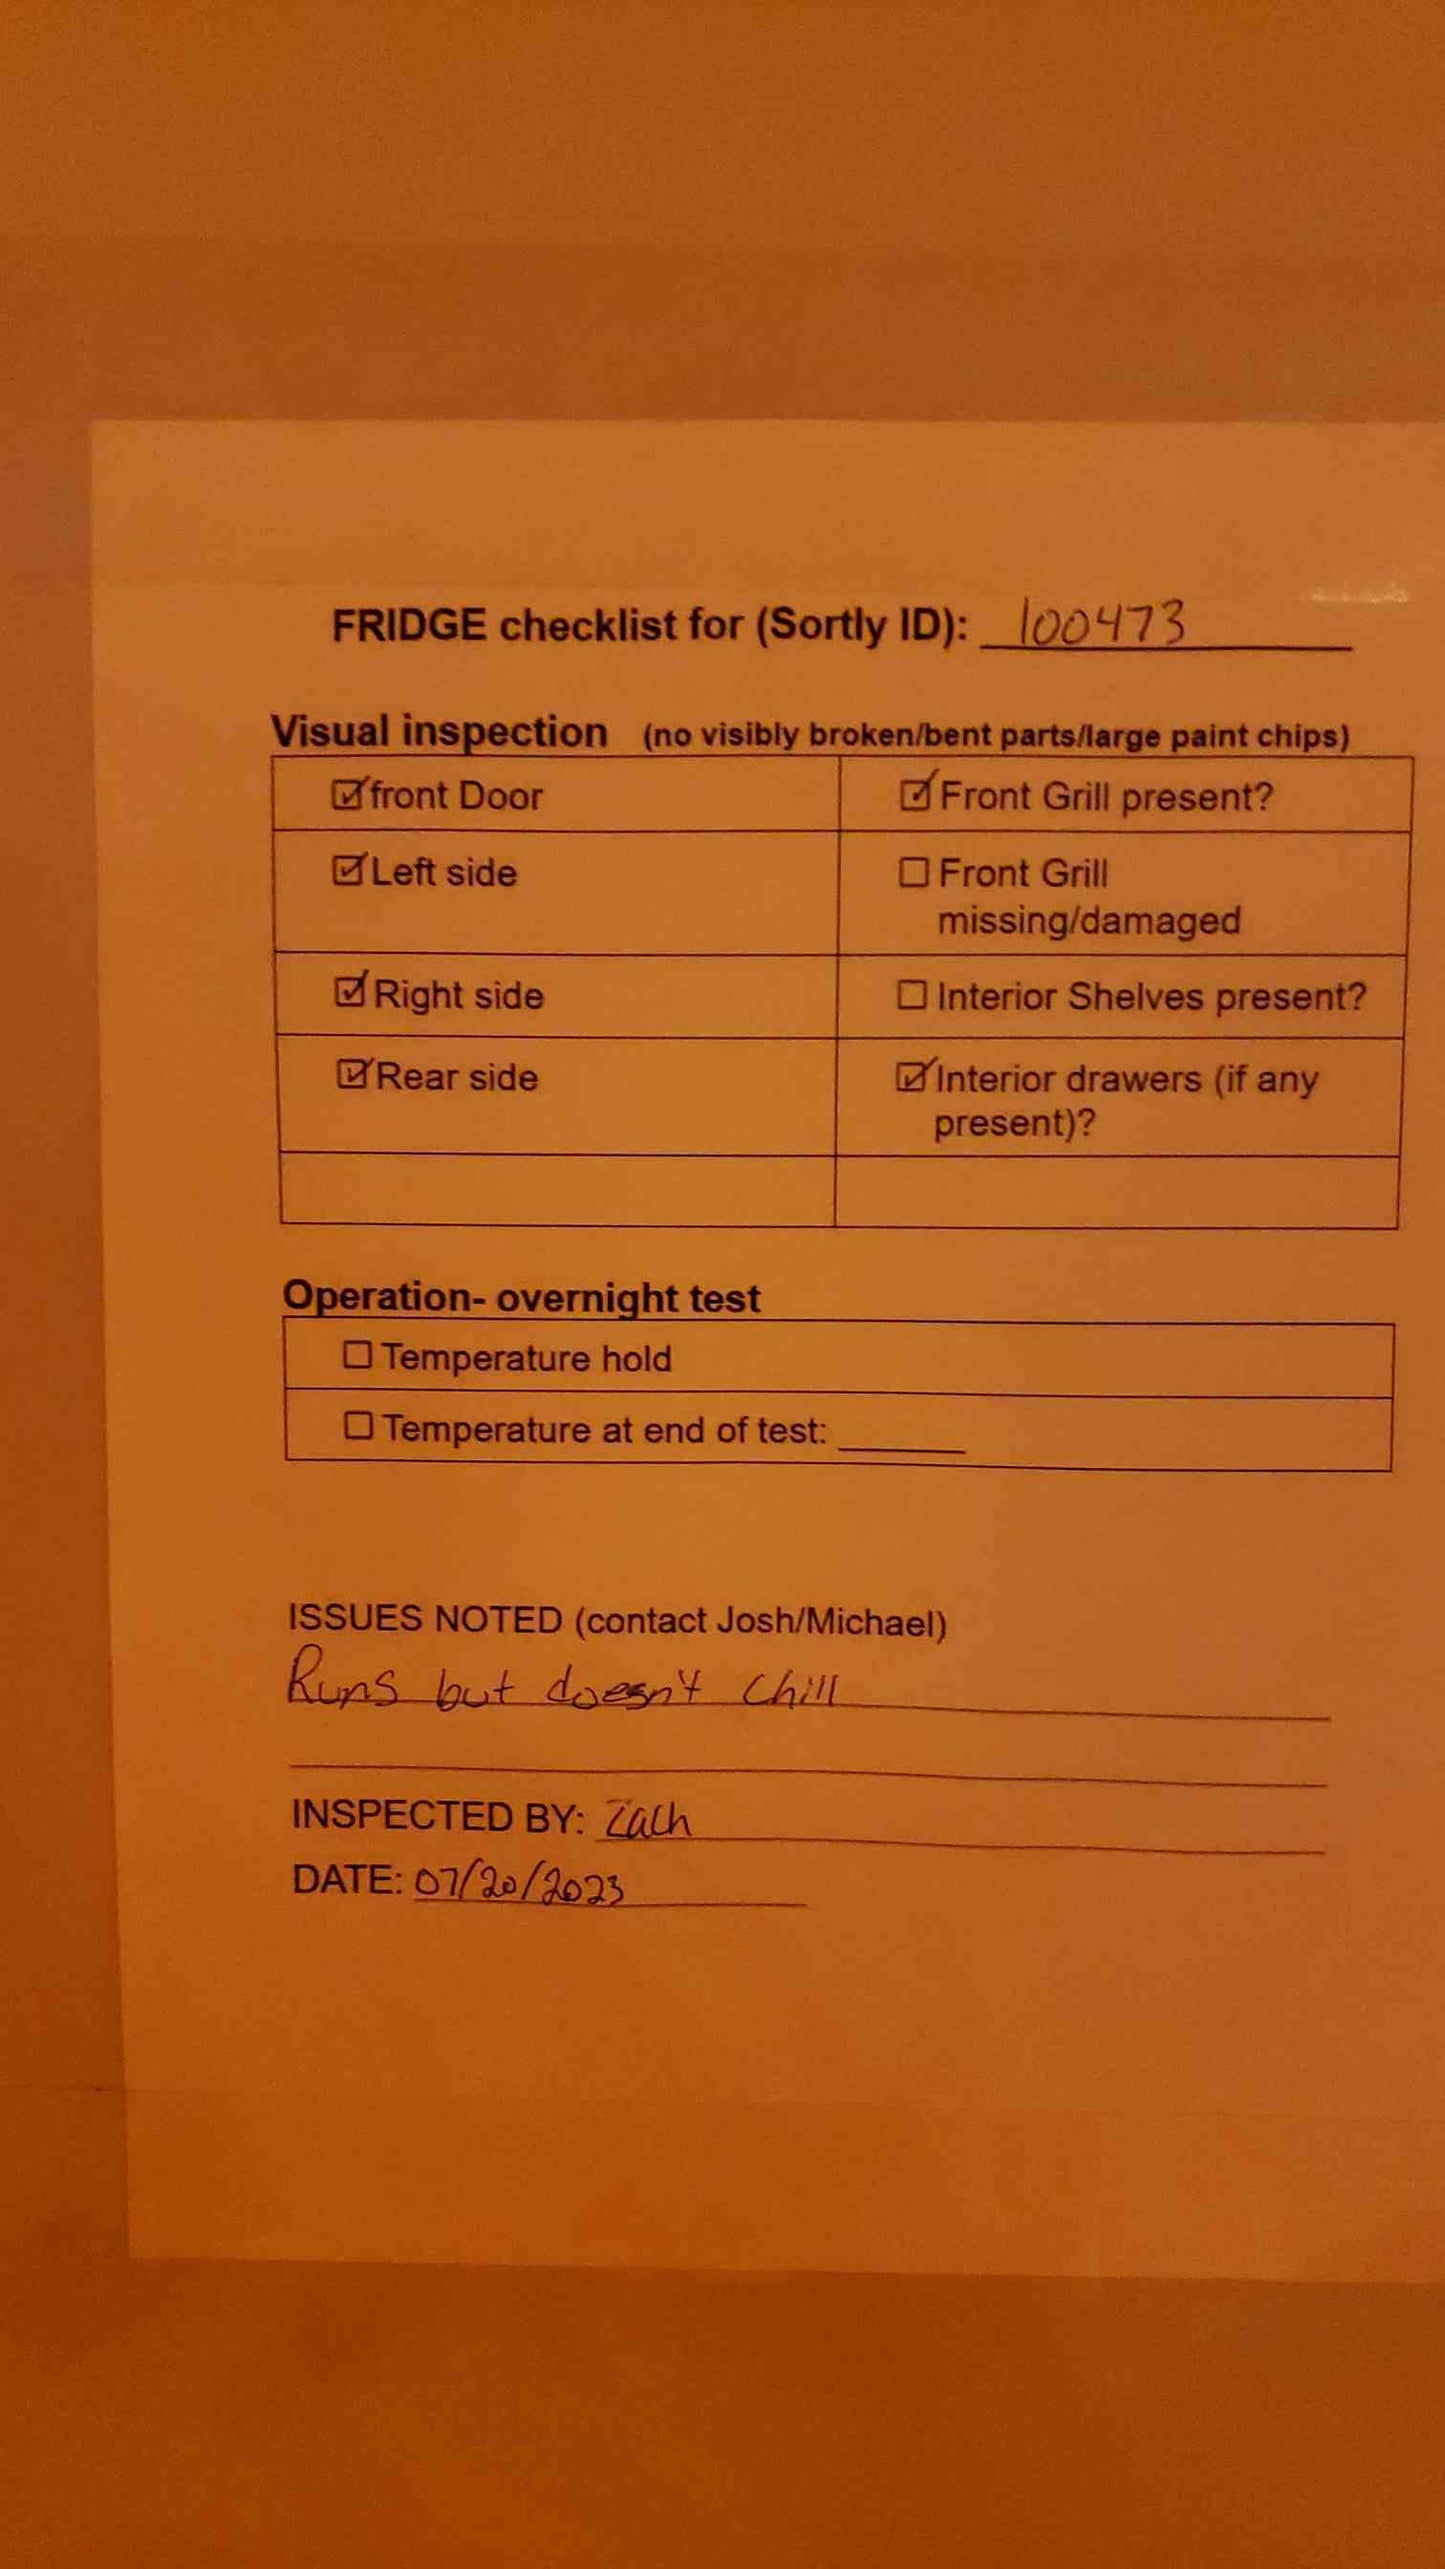 FRIDGE checklist for (Sortly ID): 100473
Visual inspection (no visibly broken/bent parts/large paint chips)
☑ front Door ☑ Front Grill present?
☑ Left side ☐ Front Grill
missing/damaged
☑ Right side ☐ Interior Shelves present?
☑ Rear side ☑ Interior drawers (if any
present)?
Operation- overnight test
☐ Temperature hold
☐ Temperature at end of test: ______
ISSUES NOTED (contact Josh/Michael)
Runs but doesn't chill
INSPECTED BY: Zach
DATE: 07/20/2023